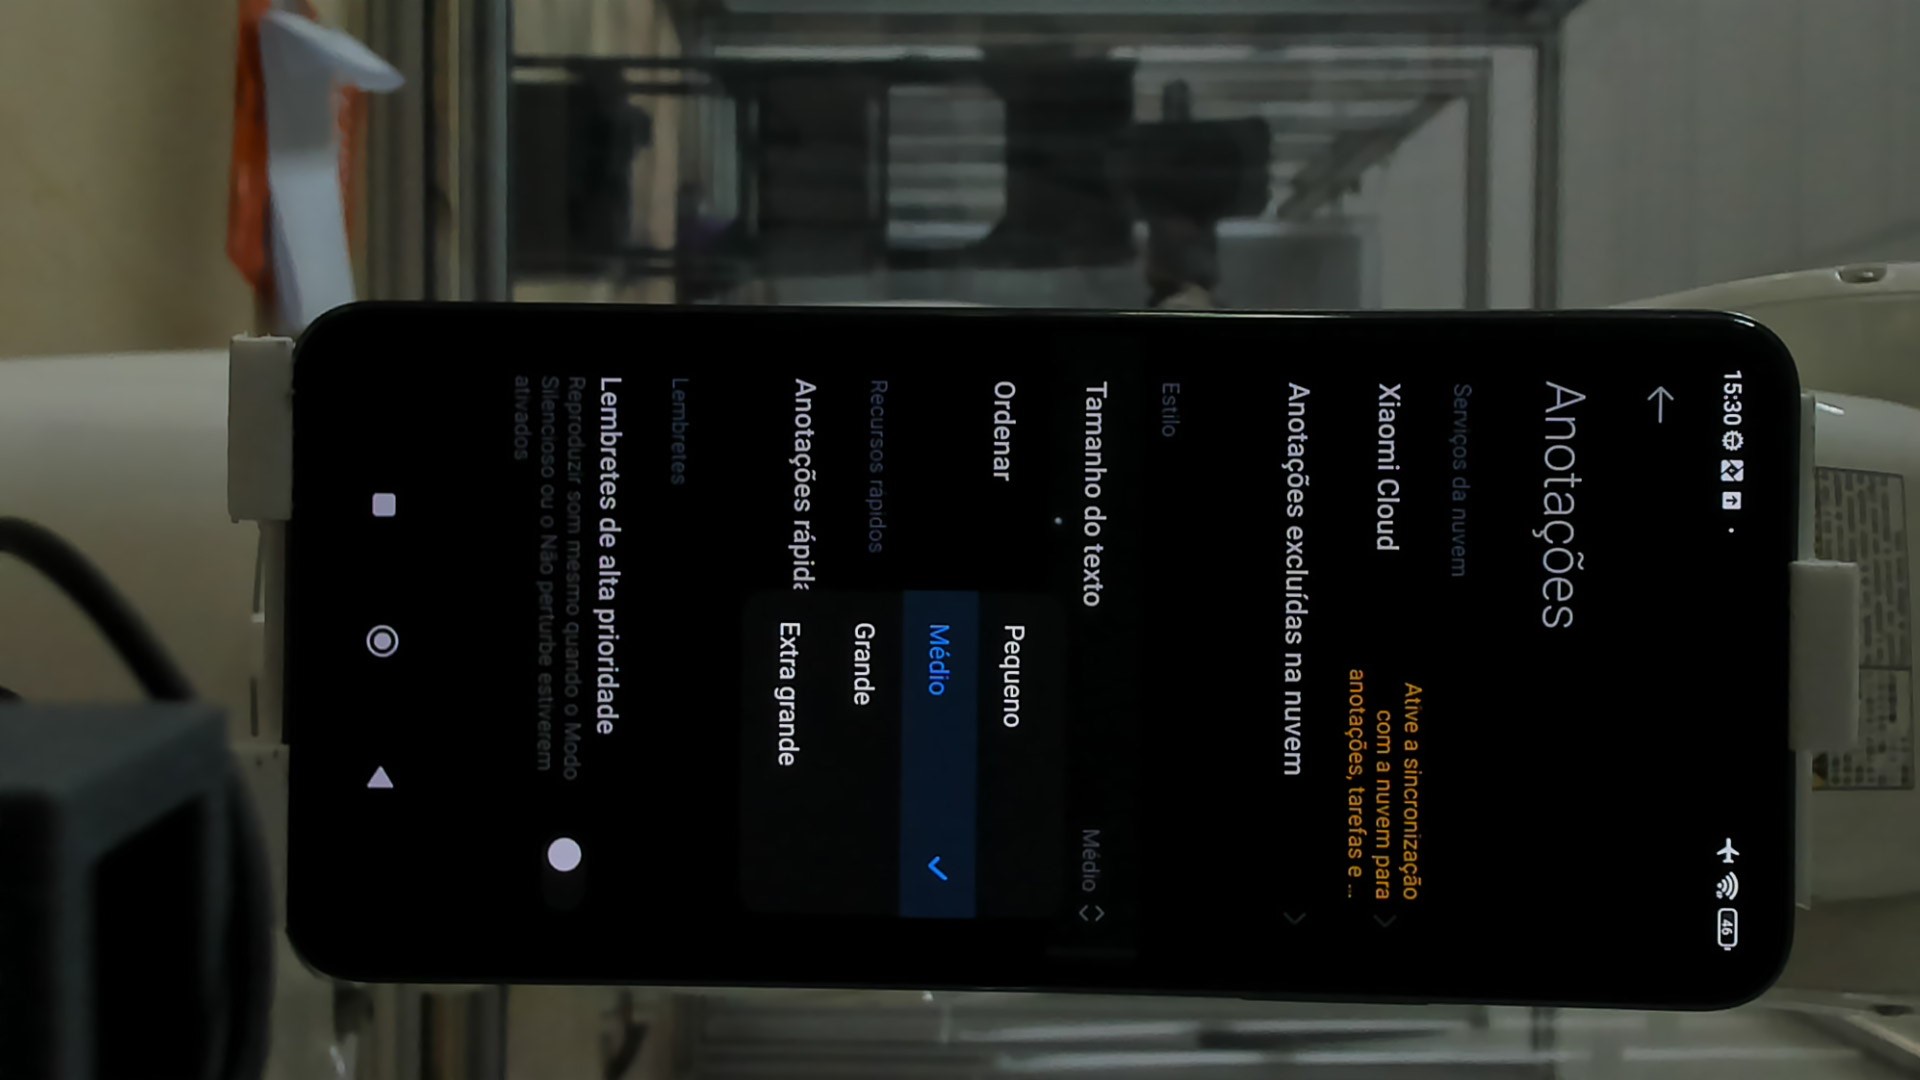 15:30
46
Anotações
Serviços da nuvem
Xiaomi Cloud
Ative a sincronização
com a nuvem para
anotações, tarefas e ...
Anotações excluídas na nuvem
Estilo
Tamanho do texto
Médio
Ordenar
Pequeno
Médio
Grande
Extra grande
Recursos rápidos
Anotações rápid
Lembretes
Lembretes de alta prioridade
Reproduzir som mesmo quando o Modo
Silencioso ou o Não perturbe estiverem
ativados